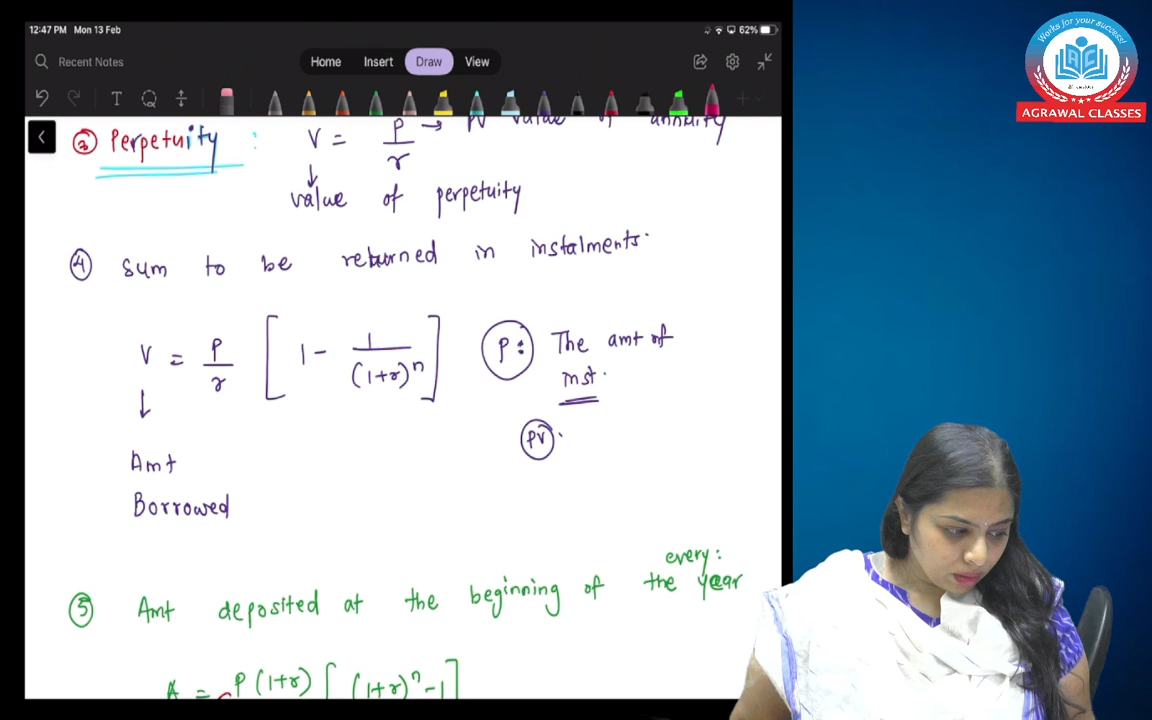 12:47 PM Mon 13 Feb
62%
Works for your success!
AC
AGRAWAL CLASSES
Recent Notes
Home Insert Draw View
T
③ Perpetuity : V = P/r → PV value of annuity
value of perpetuity
④ sum to be returned in instalments.
V = P/r [ 1 - 1/(1+r)^n ] P: The amt of
inst.
PV.
Amt
Borrowed
every:
⑤ Amt deposited at the beginning of the year
A = P(1+r) [ (1+r)^n - 1 ]